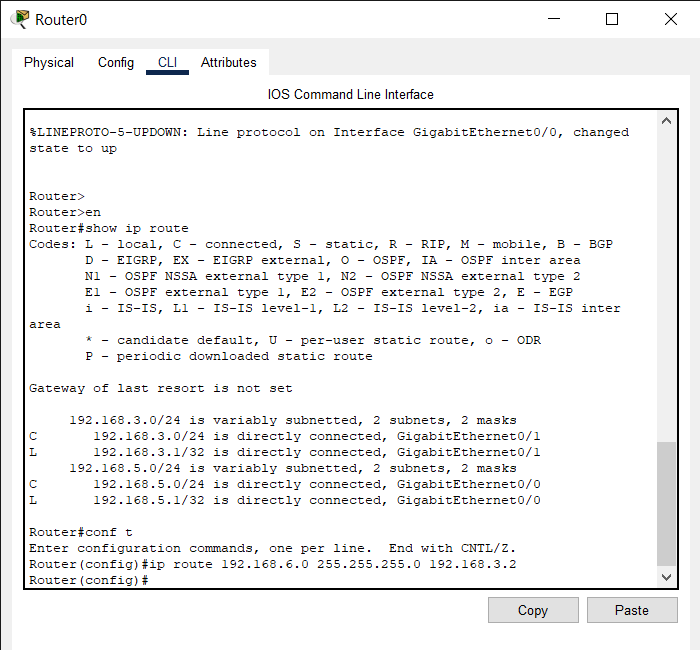 Router0
Physical Config CLI Attributes
IOS Command Line Interface
%LINEPROTO-5-UPDOWN: Line protocol on Interface GigabitEthernet0/0, changed
state to up
Router>
Router>en
Router#show ip route
Codes: L - local, C - connected, S - static, R - RIP, M - mobile, B - BGP
D - EIGRP, EX - EIGRP external, O - OSPF, IA - OSPF inter area
N1 - OSPF NSSA external type 1, N2 - OSPF NSSA external type 2
E1 - OSPF external type 1, E2 - OSPF external type 2, E - EGP
i - IS-IS, L1 - IS-IS level-1, L2 - IS-IS level-2, ia - IS-IS inter
area
* - candidate default, U - per-user static route, o - ODR
P - periodic downloaded static route
Gateway of last resort is not set
192.168.3.0/24 is variably subnetted, 2 subnets, 2 masks
C 192.168.3.0/24 is directly connected, GigabitEthernet0/1
L 192.168.3.1/32 is directly connected, GigabitEthernet0/1
192.168.5.0/24 is variably subnetted, 2 subnets, 2 masks
C 192.168.5.0/24 is directly connected, GigabitEthernet0/0
L 192.168.5.1/32 is directly connected, GigabitEthernet0/0
Router#conf t
Enter configuration commands, one per line. End with CNTL/Z.
Router(config)#ip route 192.168.6.0 255.255.255.0 192.168.3.2
Router(config)#
Copy Paste